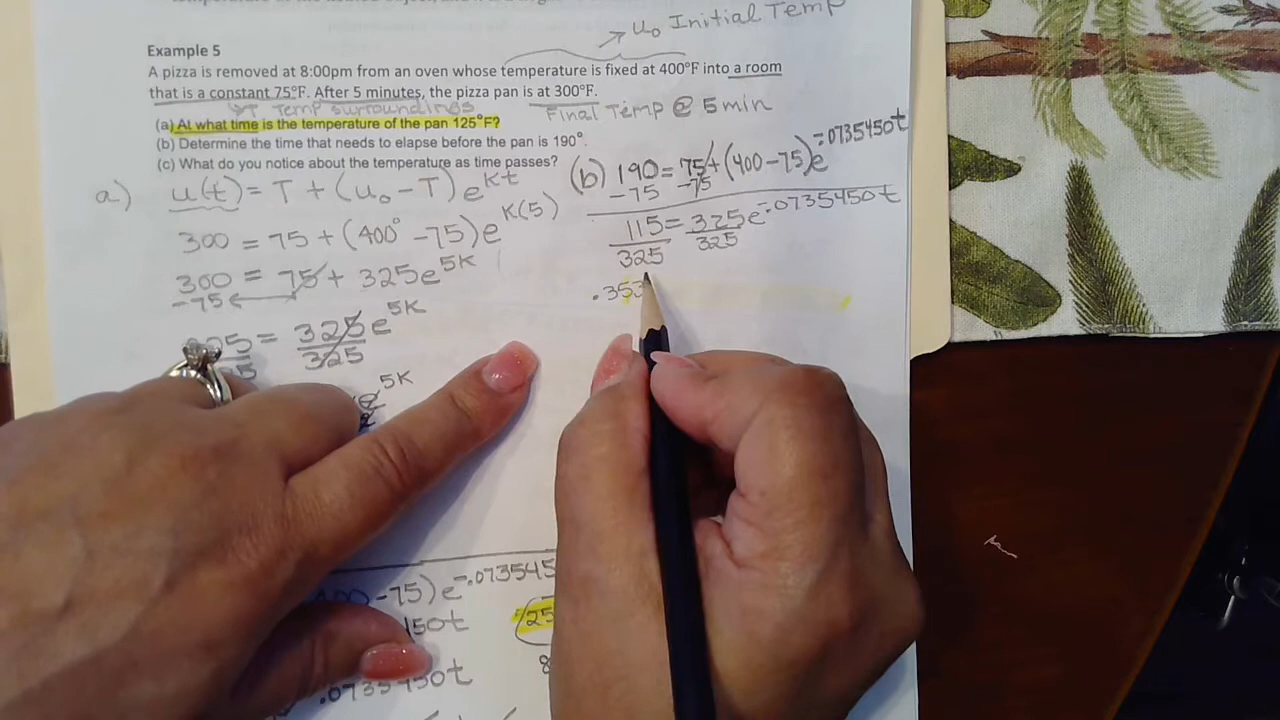 → u₀ Initial Temp
Example 5
A pizza is removed at 8:00pm from an oven whose temperature is fixed at 400°F into a room
that is a constant 75°F. After 5 minutes, the pizza pan is at 300°F.
T Temp surroundings
Final Temp @ 5 min
(a) At what time is the temperature of the pan 125°F?
(b) Determine the time that needs to elapse before the pan is 190°.
(c) What do you notice about the temperature as time passes?
a) u(t) = T + (u₀ - T) e^Kt
300 = 75 + (400° - 75) e^K(5)
300 = 75 + 325e^5K
-75 ←
325 e^5K
325
5K
(b) 190 = 75 + (400 - 75) e^-.0735450t
-75 -75
115 = 325e^-.0735450t
325 325
.353
-75) e^-.073545
150t
25